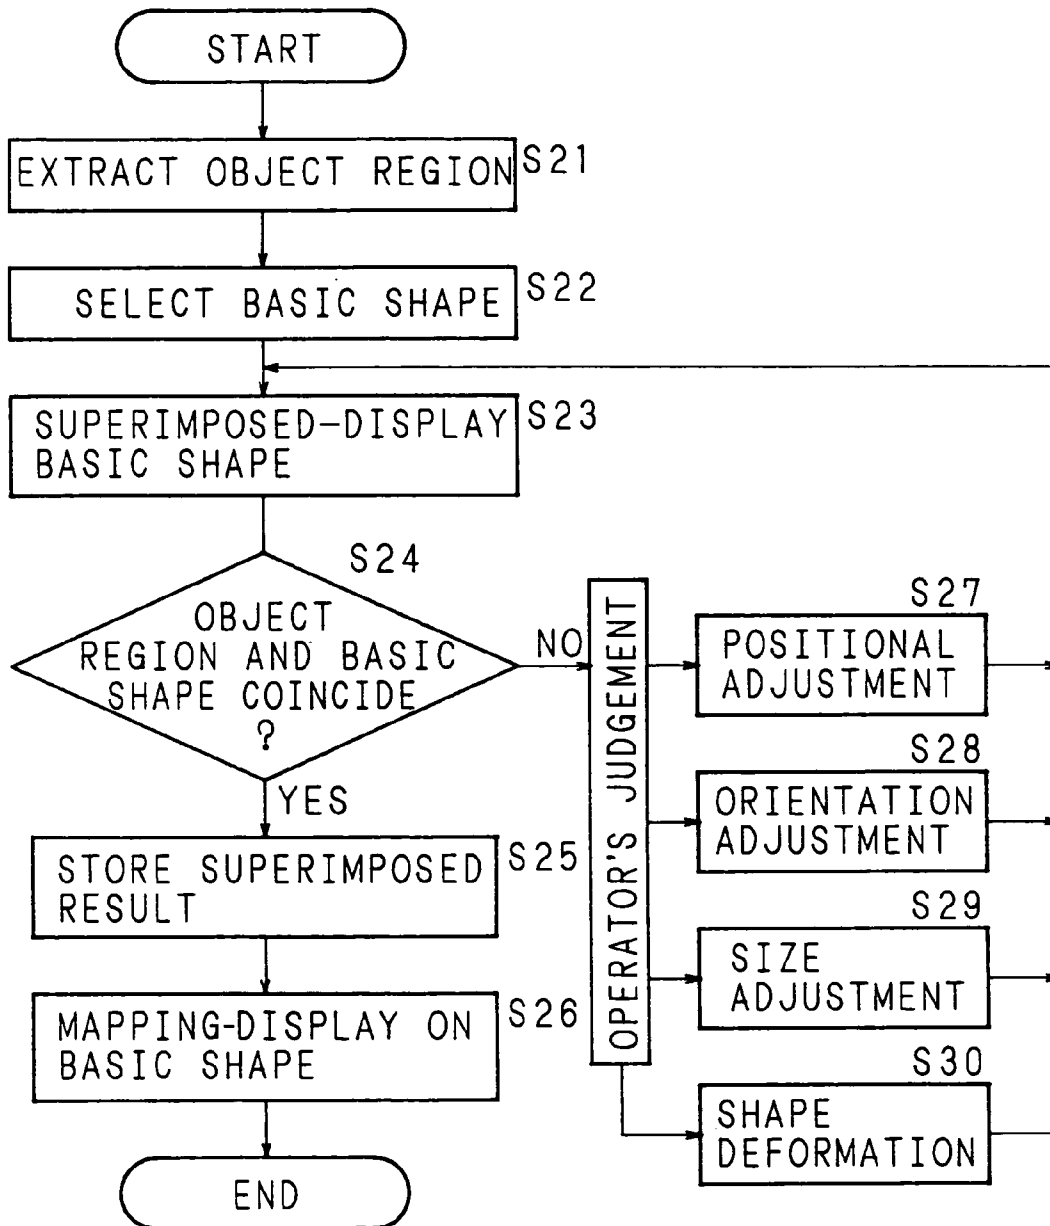 START
EXTRACT OBJECT REGION
S21
SELECT BASIC SHAPE
S22
SUPERIMPOSED-DISPLAY
BASIC SHAPE
S23
S24
OBJECT
REGION AND BASIC
SHAPE COINCIDE
?
NO
YES
STORE SUPERIMPOSED
RESULT
S25
MAPPING-DISPLAY ON
BASIC SHAPE
S26
END
OPERATOR'S JUDGEMENT
S27
POSITIONAL
ADJUSTMENT
S28
ORIENTATION
ADJUSTMENT
S29
SIZE
ADJUSTMENT
S30
SHAPE
DEFORMATION